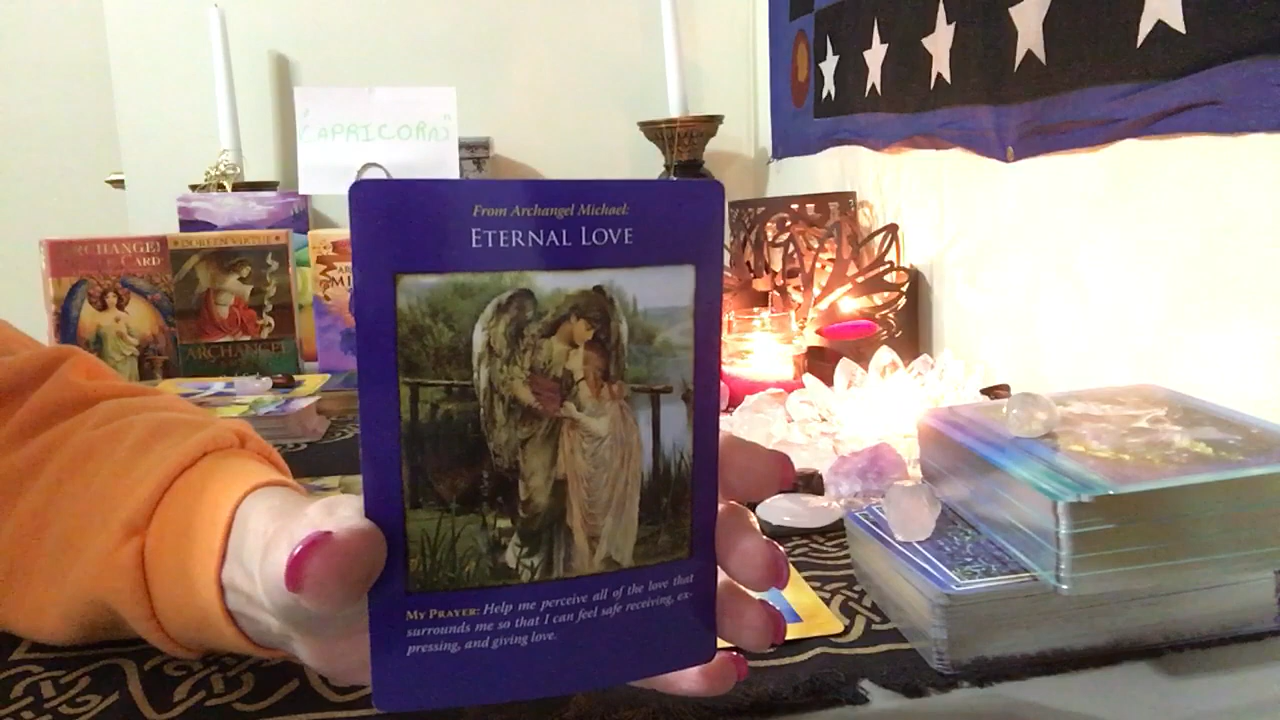 "CAPRICORN"
ARCHANGEL
CARD
DOREEN VIRTUE
ARCHANGEL
From Archangel Michael:
ETERNAL LOVE
MY PRAYER: Help me perceive all of the love that
surrounds me so that I can feel safe receiving, ex-
pressing, and giving love.